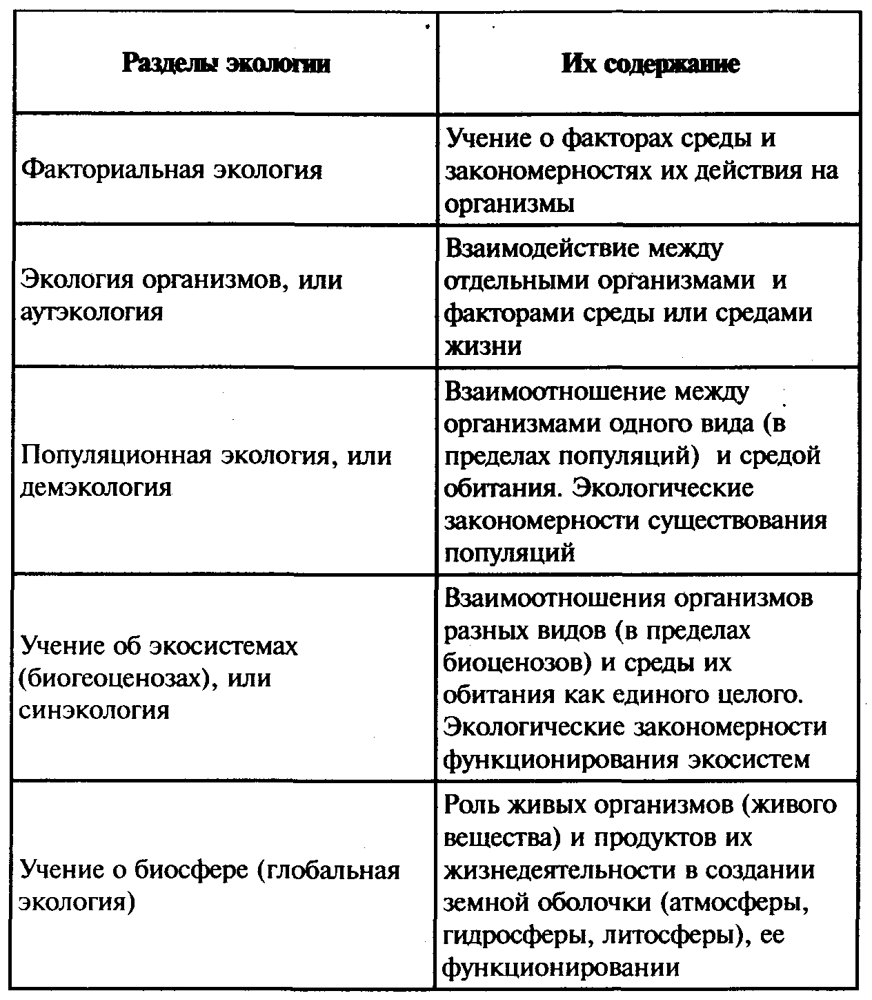 Разделы экологии
Их содержание
Факториальная экология
Учение о факторах среды и
закономерностях их действия на
организмы
Экология организмов, или
аутэкология
Взаимодействие между
отдельными организмами и
факторами среды или средами
жизни
Популяционная экология, или
демэкология
Взаимоотношение между
организмами одного вида (в
пределах популяций) и средой
обитания. Экологические
закономерности существования
популяций
Учение об экосистемах
(биогеоценозах), или
синэкология
Взаимоотношения организмов
разных видов (в пределах
биоценозов) и среды их
обитания как единого целого.
Экологические закономерности
функционирования экосистем
Учение о биосфере (глобальная
экология)
Роль живых организмов (живого
вещества) и продуктов их
жизнедеятельности в создании
земной оболочки (атмосферы,
гидросферы, литосферы), ее
функционировании